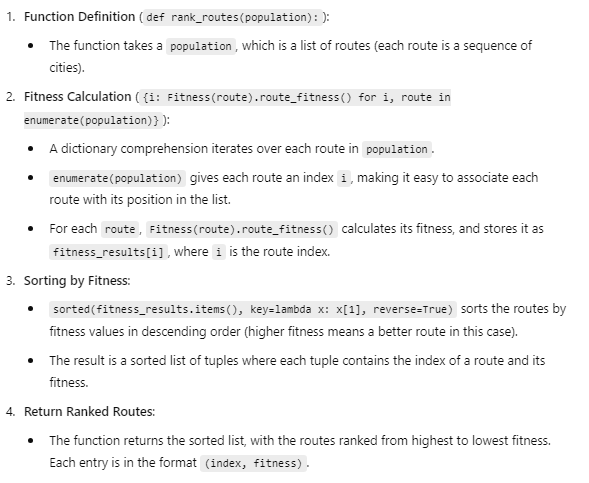 1. Function Definition ( def rank_routes(population): ):
• The function takes a population , which is a list of routes (each route is a sequence of
cities).
2. Fitness Calculation ( {i: Fitness(route).route_fitness() for i, route in
enumerate(population)} ):
• A dictionary comprehension iterates over each route in population .
• enumerate(population) gives each route an index i , making it easy to associate each
route with its position in the list.
• For each route , Fitness(route).route_fitness() calculates its fitness, and stores it as
fitness_results[i] , where i is the route index.
3. Sorting by Fitness:
• sorted(fitness_results.items(), key=lambda x: x[1], reverse=True) sorts the routes by
fitness values in descending order (higher fitness means a better route in this case).
• The result is a sorted list of tuples where each tuple contains the index of a route and its
fitness.
4. Return Ranked Routes:
• The function returns the sorted list, with the routes ranked from highest to lowest fitness.
Each entry is in the format (index, fitness) .